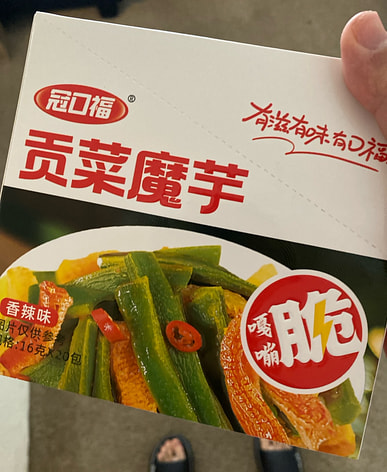 冠口福®
有滋有味有口福
贡菜魔芋
香辣味
图片仅供参考
规格:16克X20包
嘎嘣脆